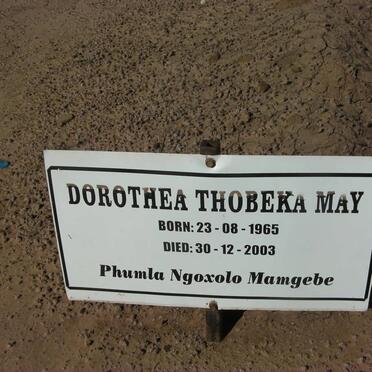 DOROTHEA THOBEKA MAY
BORN: 23 - 08 - 1965
DIED: 30 - 12 - 2003
Phumla Ngoxolo Mamgebe